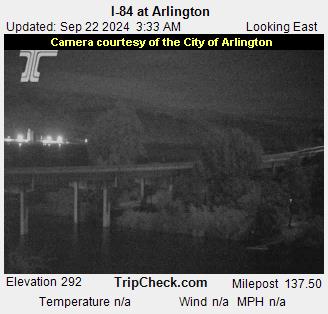 I-84 at Arlington
Updated: Sep 22 2024 3:33 AM Looking East
Camera courtesy of the City of Arlington
Elevation 292 TripCheck.com Milepost 137.50
Temperature n/a Wind n/a MPH n/a